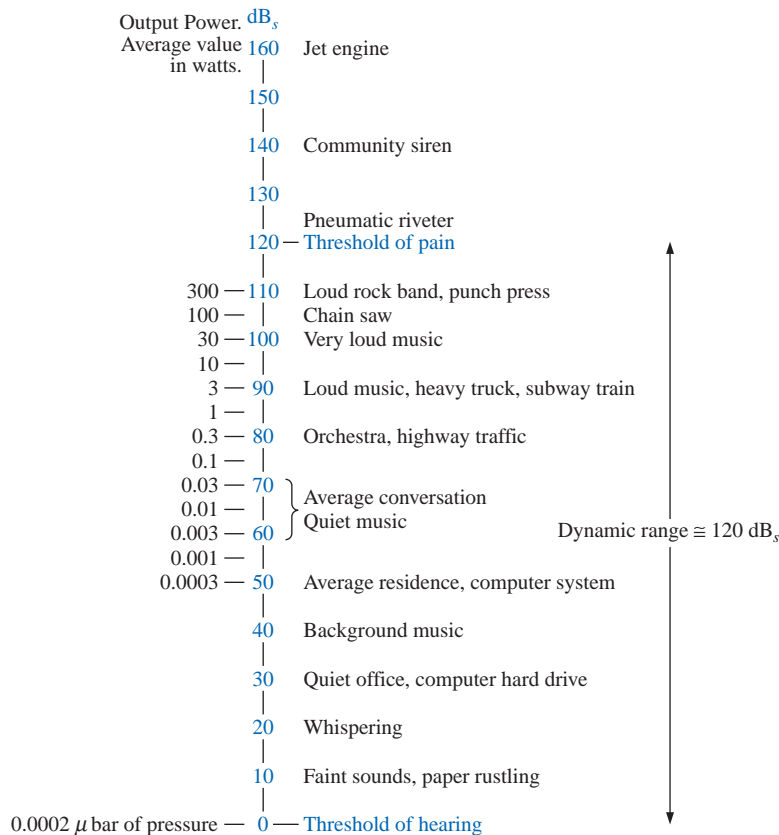 Output Power. dBs
Average value 160 Jet engine
in watts.
150
140 Community siren
130
Pneumatic riveter
120 Threshold of pain
300 110 Loud rock band, punch press
100 Chain saw
30 100 Very loud music
10
3 90 Loud music, heavy truck, subway train
1
0.3 80 Orchestra, highway traffic
0.1
0.03 70
Average conversation
0.01
Quiet music
0.003 60
Dynamic range ≅ 120 dBs
0.001
0.0003 50 Average residence, computer system
40 Background music
30 Quiet office, computer hard drive
20 Whispering
10 Faint sounds, paper rustling
0.0002 μ bar of pressure 0 Threshold of hearing